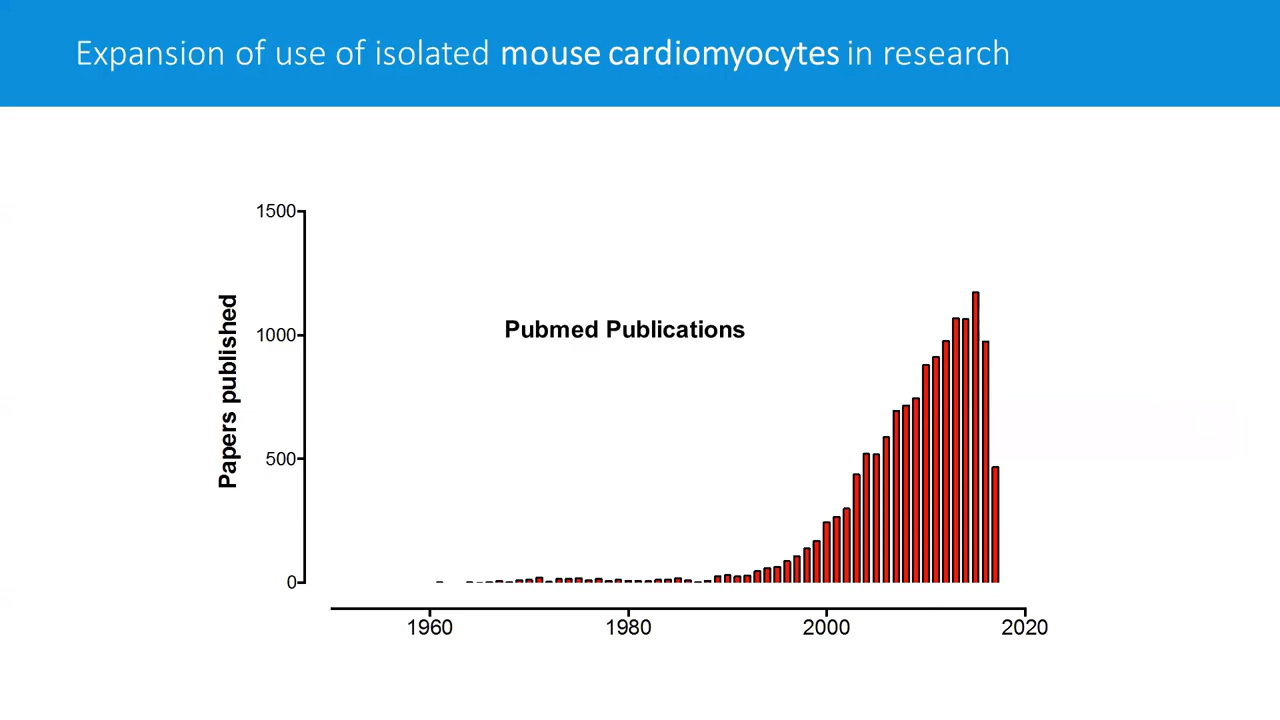 Expansion of use of isolated mouse cardiomyocytes in research
1500
Pubmed Publications
1000
Papers published
500
0
1960 1980 2000 2020